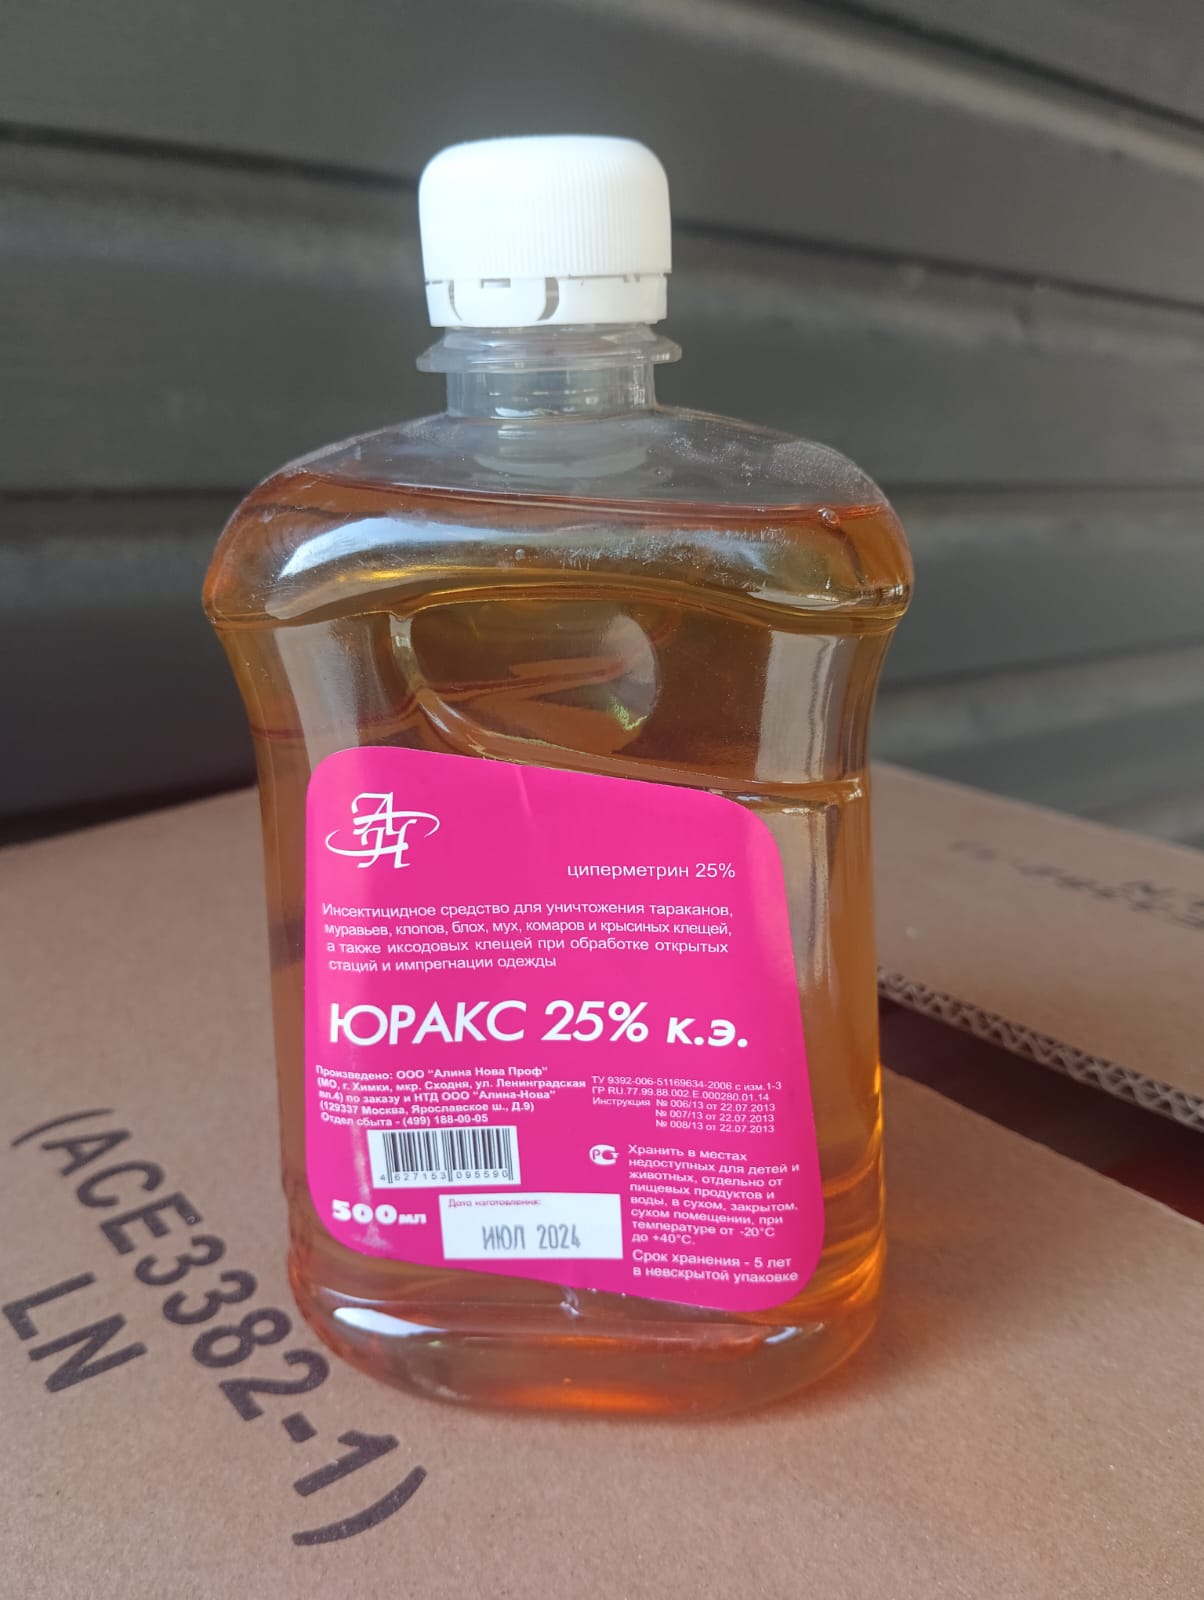 АН
циперметрин 25%
Инсектицидное средство для уничтожения тараканов,
муравьев, клопов, блох, мух, комаров и крысиных клещей,
а также иксодовых клещей при обработке открытых
стаций и импрегнации одежды
ЮРАКС 25% к.э.
Произведено: ООО "Алина Нова Проф"
(МО, г. Химки, мкр. Сходня, ул. Ленинградская
вл.4) по заказу и НТД ООО "Алина-Нова"
(129337 Москва, Ярославское ш., Д.9)
Отдел сбыта - (499) 188-00-05
ТУ 9392-006-51169634-2006 с изм.1-3
ГР RU.77.99.88.002.Е.000280.01.14
Инструкция № 006/13 от 22.07.2013
№ 007/13 от 22.07.2013
№ 008/13 от 22.07.2013
4 627153 095590
500мл
Дата изготовления:
ИЮЛ 2024
РСТ
Хранить в местах
недоступных для детей и
животных, отдельно от
пищевых продуктов и
воды, в сухом, закрытом,
сухом помещении, при
температуре от -20°С
до +40°С.
Срок хранения - 5 лет
в невскрытой упаковке
(ACE3382-1)
LN